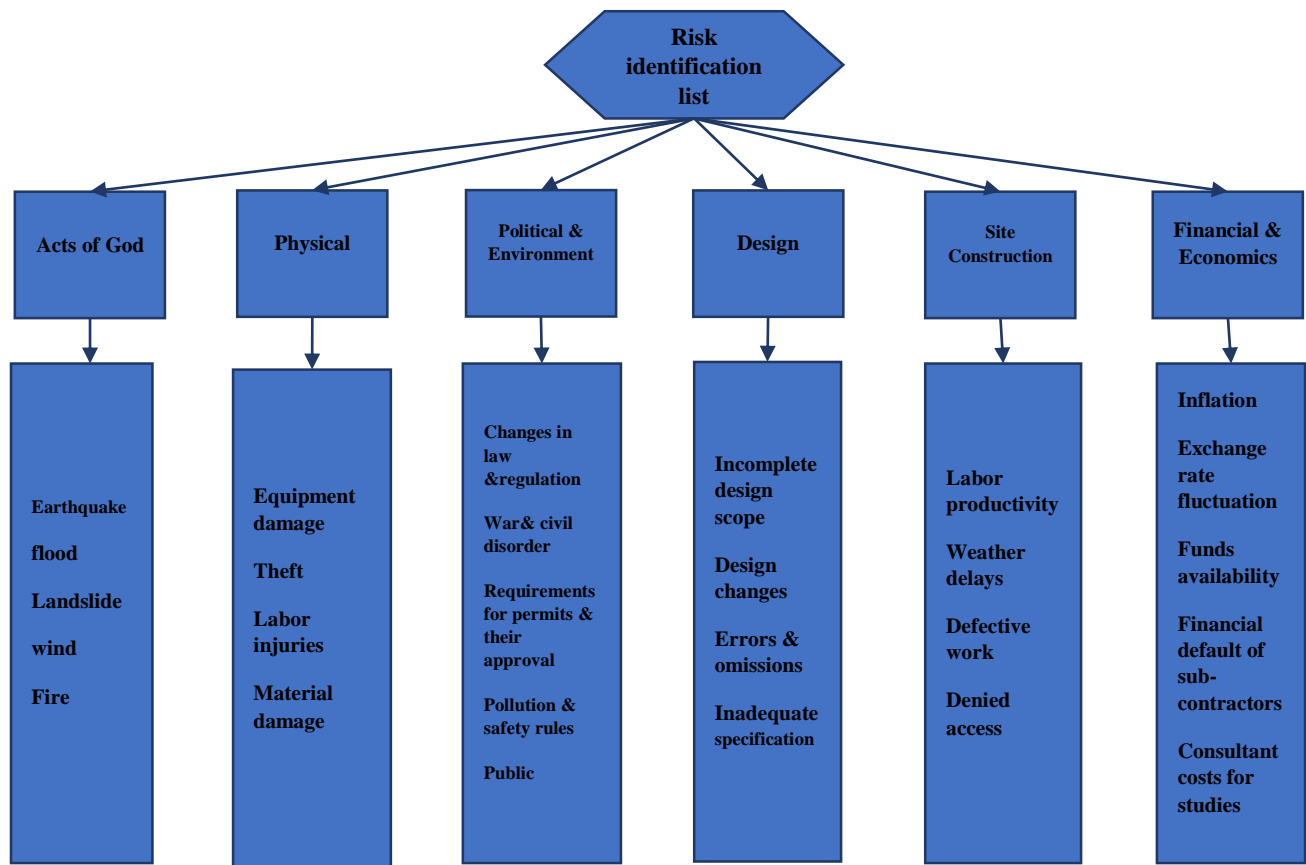 Risk
identification
list
Acts of God
Physical
Political &
Environment
Design
Site
Construction
Financial &
Economics
Earthquake
flood
Landslide
wind
Fire
Equipment
damage
Theft
Labor
injuries
Material
damage
Changes in
law
&regulation
War& civil
disorder
Requirements
for permits &
their
approval
Pollution &
safety rules
Public
Incomplete
design
scope
Design
changes
Errors &
omissions
Inadequate
specification
Labor
productivity
Weather
delays
Defective
work
Denied
access
Inflation
Exchange
rate
fluctuation
Funds
availability
Financial
default of
sub-
contractors
Consultant
costs for
studies